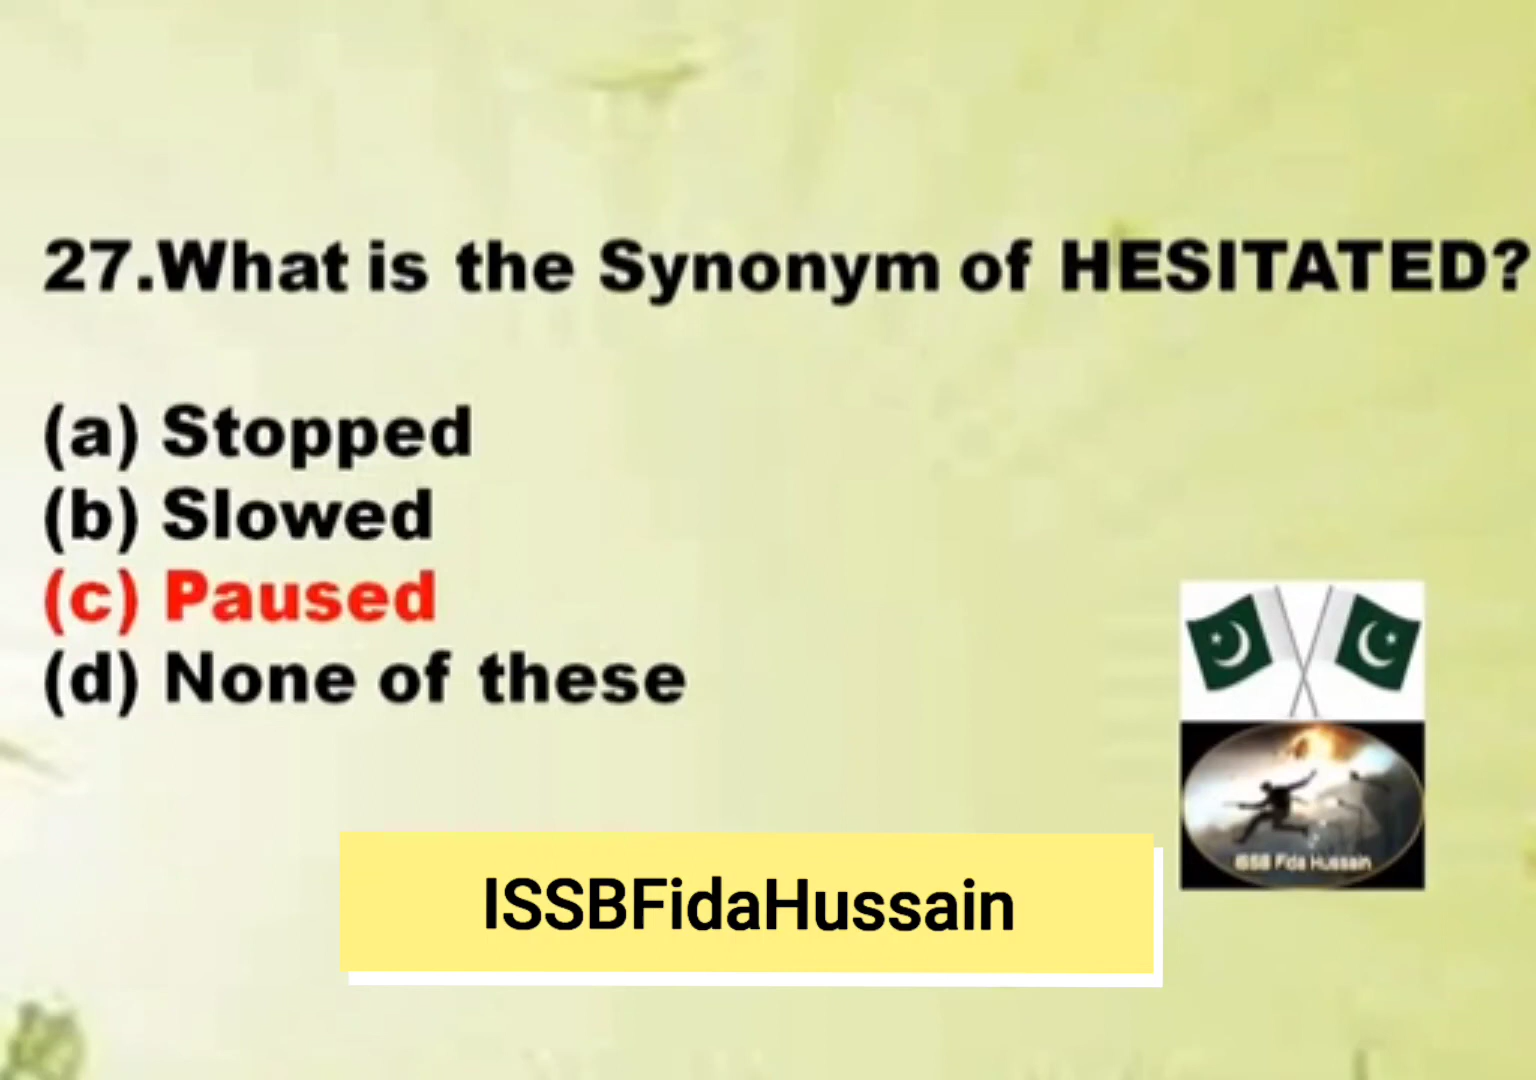 27.What is the Synonym of HESITATED?
(a) Stopped
(b) Slowed
(c) Paused
(d) None of these
ISSB Fida Hussain
ISSBFidaHussain